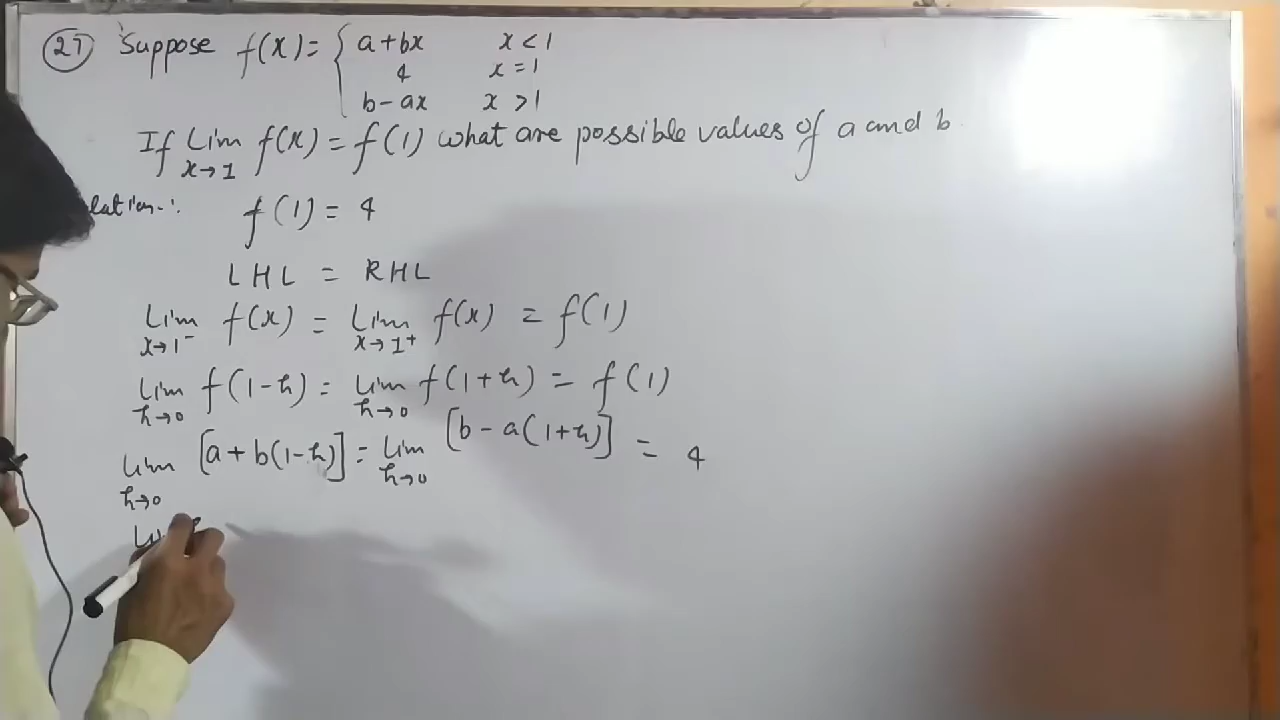 27 Suppose f(x) = { a+bx x < 1
4 x = 1
b - ax x > 1
If Lim x→1 f(x) = f(1) what are possible values of a and b
f(1) = 4
LHL = RHL
Lim x→1⁻ f(x) = Lim x→1⁺ f(x) = f(1)
Lim h→0 f(1-h) = Lim h→0 f(1+h) = f(1)
Lim h→0 [a+b(1-h)] = Lim h→0 [b - a(1+h)] = 4